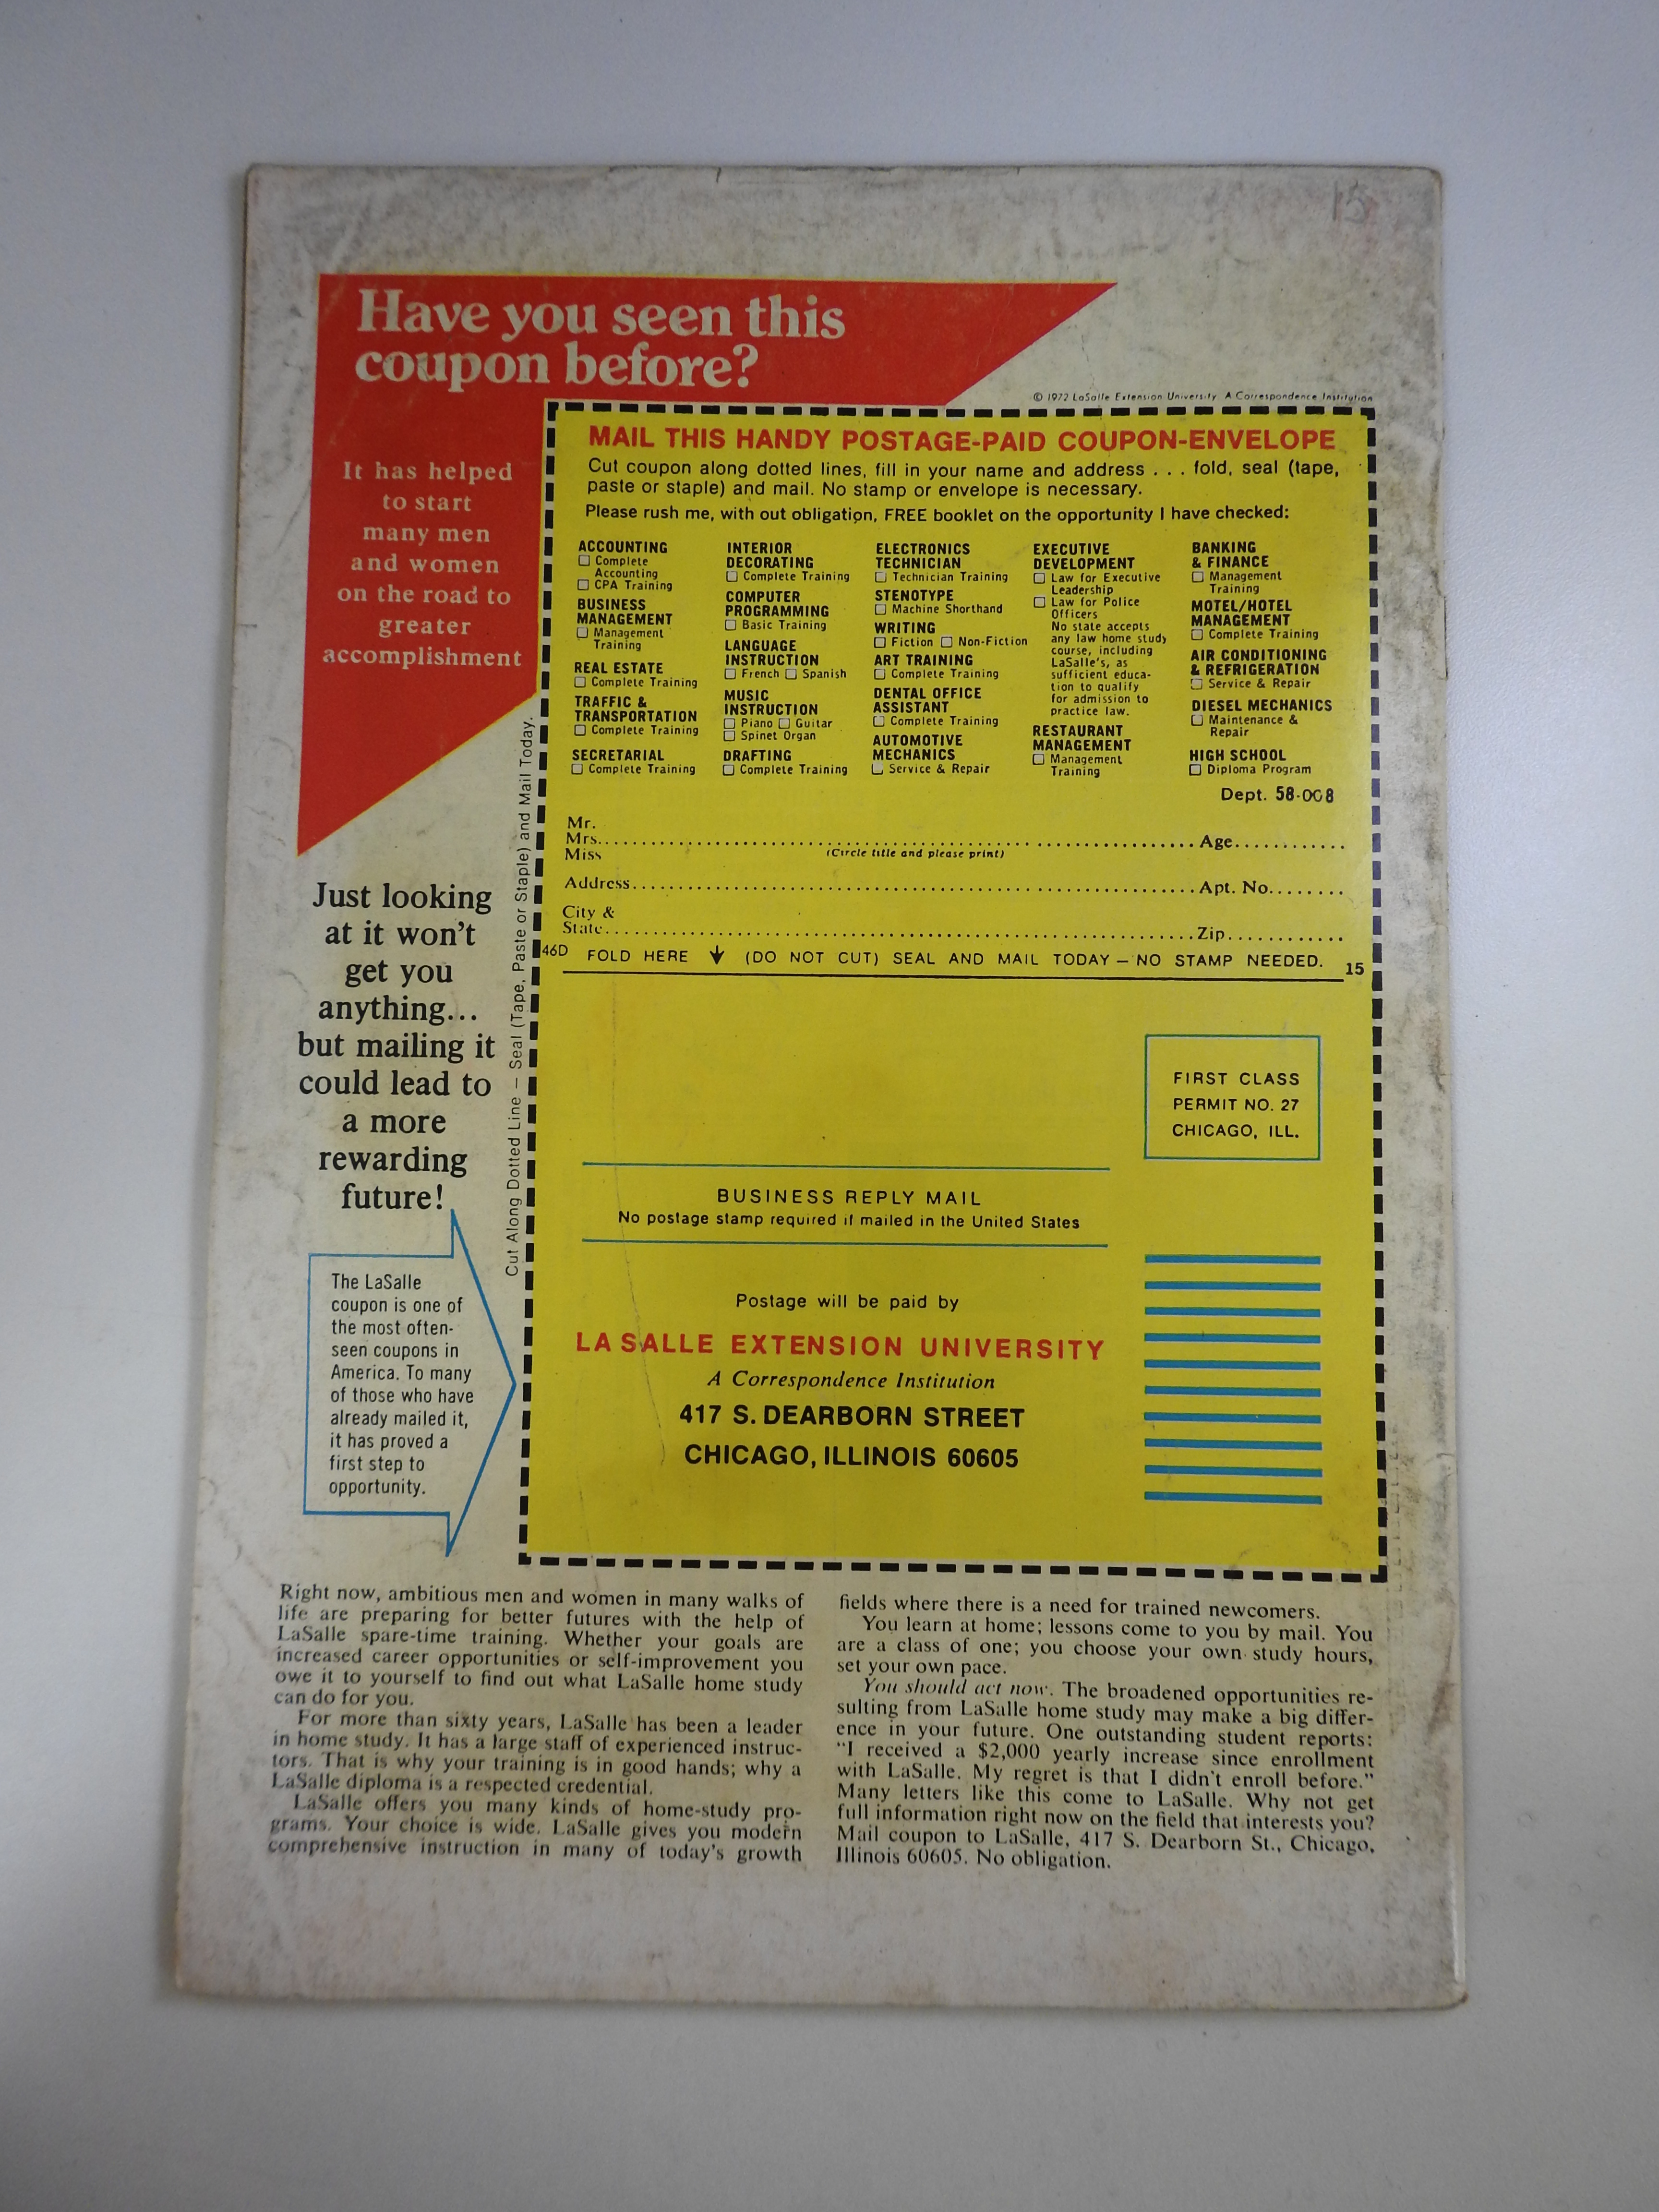 15
Have you seen this
coupon before?
© 1972 LaSalle Extension University A Correspondence Institution
It has helped
to start
many men
and women
on the road to
greater
accomplishment
Just looking
at it won't
get you
anything...
but mailing it
could lead to
a more
rewarding
future!
The LaSalle
coupon is one of
the most often-
seen coupons in
America. To many
of those who have
already mailed it,
it has proved a
first step to
opportunity.
Cut Along Dotted Line – Seal (Tape, Paste or Staple) and Mail Today.
MAIL THIS HANDY POSTAGE-PAID COUPON-ENVELOPE
Cut coupon along dotted lines, fill in your name and address . . . fold, seal (tape,
paste or staple) and mail. No stamp or envelope is necessary.
Please rush me, with out obligation, FREE booklet on the opportunity I have checked:
ACCOUNTING
☐ Complete
Accounting
☐ CPA Training
BUSINESS
MANAGEMENT
☐ Management
Training
REAL ESTATE
☐ Complete Training
TRAFFIC &
TRANSPORTATION
☐ Complete Training
SECRETARIAL
☐ Complete Training
INTERIOR
DECORATING
☐ Complete Training
COMPUTER
PROGRAMMING
☐ Basic Training
LANGUAGE
INSTRUCTION
☐ French ☐ Spanish
MUSIC
INSTRUCTION
☐ Piano ☐ Guitar
☐ Spinet Organ
DRAFTING
☐ Complete Training
ELECTRONICS
TECHNICIAN
☐ Technician Training
STENOTYPE
☐ Machine Shorthand
WRITING
☐ Fiction ☐ Non-Fiction
ART TRAINING
☐ Complete Training
DENTAL OFFICE
ASSISTANT
☐ Complete Training
AUTOMOTIVE
MECHANICS
☐ Service & Repair
EXECUTIVE
DEVELOPMENT
☐ Law for Executive
Leadership
☐ Law for Police
Officers
No state accepts
any law home study
course, including
LaSalle's, as
sufficient educa-
tion to qualify
for admission to
practice law.
RESTAURANT
MANAGEMENT
☐ Management
Training
BANKING
& FINANCE
☐ Management
Training
MOTEL/HOTEL
MANAGEMENT
☐ Complete Training
AIR CONDITIONING
& REFRIGERATION
☐ Service & Repair
DIESEL MECHANICS
☐ Maintenance &
Repair
HIGH SCHOOL
☐ Diploma Program
Dept. 58-008
Mr.
Mrs. Age
Miss (Circle title and please print)
Address Apt. No.
City &
State Zip
46D FOLD HERE ↓ (DO NOT CUT) SEAL AND MAIL TODAY – NO STAMP NEEDED. 15
FIRST CLASS
PERMIT NO. 27
CHICAGO, ILL.
BUSINESS REPLY MAIL
No postage stamp required if mailed in the United States
Postage will be paid by
LA SALLE EXTENSION UNIVERSITY
A Correspondence Institution
417 S. DEARBORN STREET
CHICAGO, ILLINOIS 60605
Right now, ambitious men and women in many walks of
life are preparing for better futures with the help of
LaSalle spare-time training. Whether your goals are
increased career opportunities or self-improvement you
owe it to yourself to find out what LaSalle home study
can do for you.
For more than sixty years, LaSalle has been a leader
in home study. It has a large staff of experienced instruc-
tors. That is why your training is in good hands; why a
LaSalle diploma is a respected credential.
LaSalle offers you many kinds of home-study pro-
grams. Your choice is wide. LaSalle gives you modern
comprehensive instruction in many of today's growth
fields where there is a need for trained newcomers.
You learn at home; lessons come to you by mail. You
are a class of one; you choose your own study hours,
set your own pace.
You should act now. The broadened opportunities re-
sulting from LaSalle home study may make a big differ-
ence in your future. One outstanding student reports:
"I received a $2,000 yearly increase since enrollment
with LaSalle. My regret is that I didn't enroll before."
Many letters like this come to LaSalle. Why not get
full information right now on the field that interests you?
Mail coupon to LaSalle, 417 S. Dearborn St., Chicago,
Illinois 60605. No obligation.